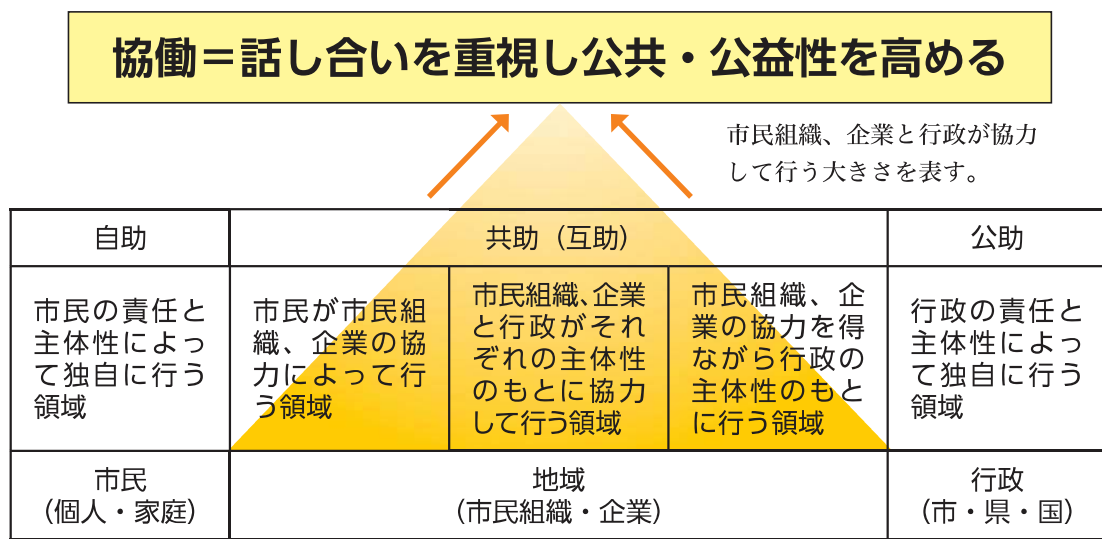 協働＝話し合いを重視し公共・公益性を高める
市民組織、企業と行政が協力
して行う大きさを表す。
自助
共助（互助）
公助
市民の責任と
主体性によっ
て独自に行う
領域
市民が市民組
織、企業の協
力によって行
う領域
市民組織、企業
と行政がそれ
ぞれの主体性
のもとに協力
して行う領域
市民組織、企
業の協力を得
ながら行政の
主体性のもと
に行う領域
行政の責任と
主体性によっ
て独自に行う
領域
市民
（個人・家庭）
地域
（市民組織・企業）
行政
（市・県・国）